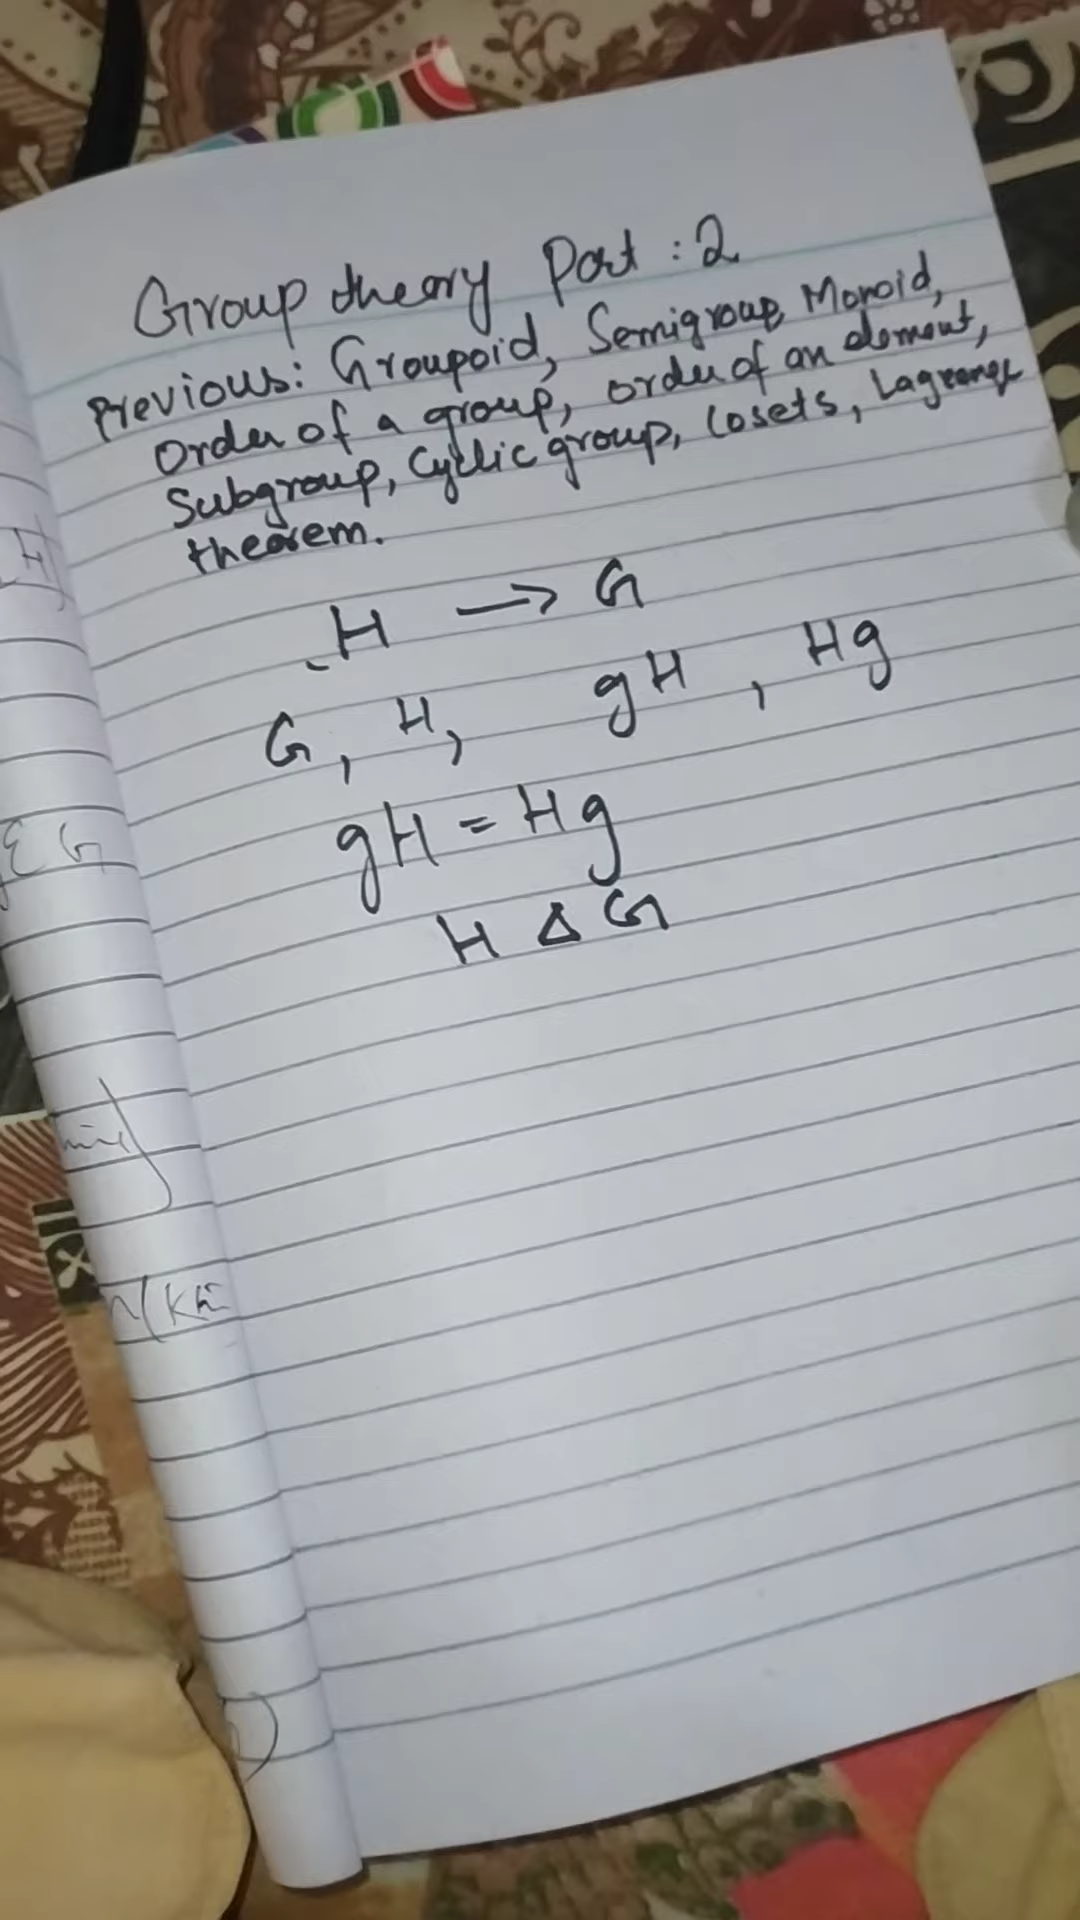 Group theory Part : 2
Previous: Groupoid, Semigroup, Monoid,
Order of a group, order of an element,
Subgroup, Cyclic group, Cosets, Lagrange
theorem.
H → G
G, H, gH, Hg
gH = Hg
H Δ G
H
EG